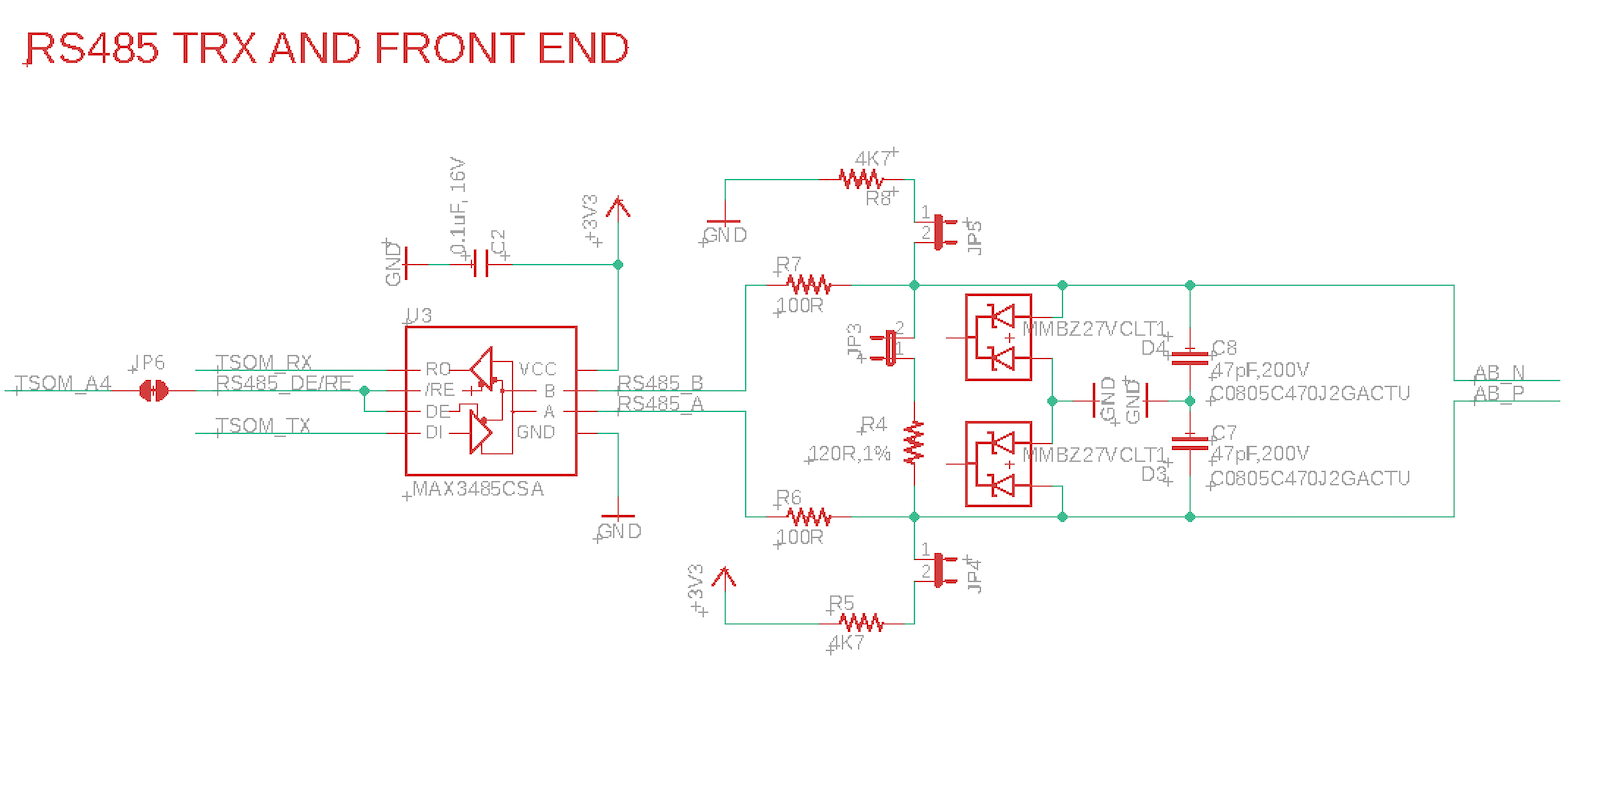 RS485 TRX AND FRONT END
4K7
R8
GND
1
2
JP5
0.1uF, 16V
C2
GND
+3V3
R7
100R
U3
RO
/RE
DE
DI
VCC
B
A
GND
MAX3485CSA
JP6
TSOM_A4
TSOM_RX
RS485_DE/RE
TSOM_TX
RS485_B
RS485_A
GND
JP3
2
1
R4
120R,1%
MMBZ27VCLT1
D4
MMBZ27VCLT1
D3
GND
GND
C8
47pF,200V
C0805C470J2GACTU
C7
47pF,200V
C0805C470J2GACTU
AB_N
AB_P
R6
100R
1
2
JP4
+3V3
R5
4K7